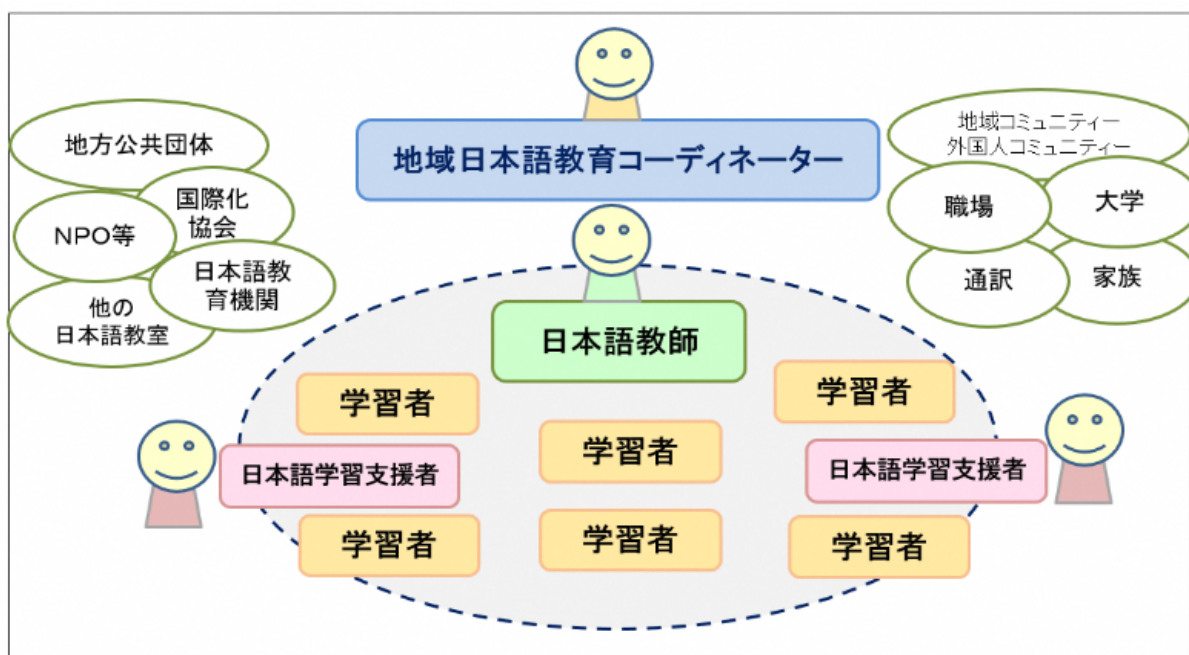 地域日本語教育コーディネーター
地方公共団体
国際化
協会
NPO等
日本語教
育機関
他の
日本語教室
地域コミュニティー
外国人コミュニティー
職場
大学
通訳
家族
日本語教師
学習者
学習者
学習者
日本語学習支援者
日本語学習支援者
学習者
学習者
学習者